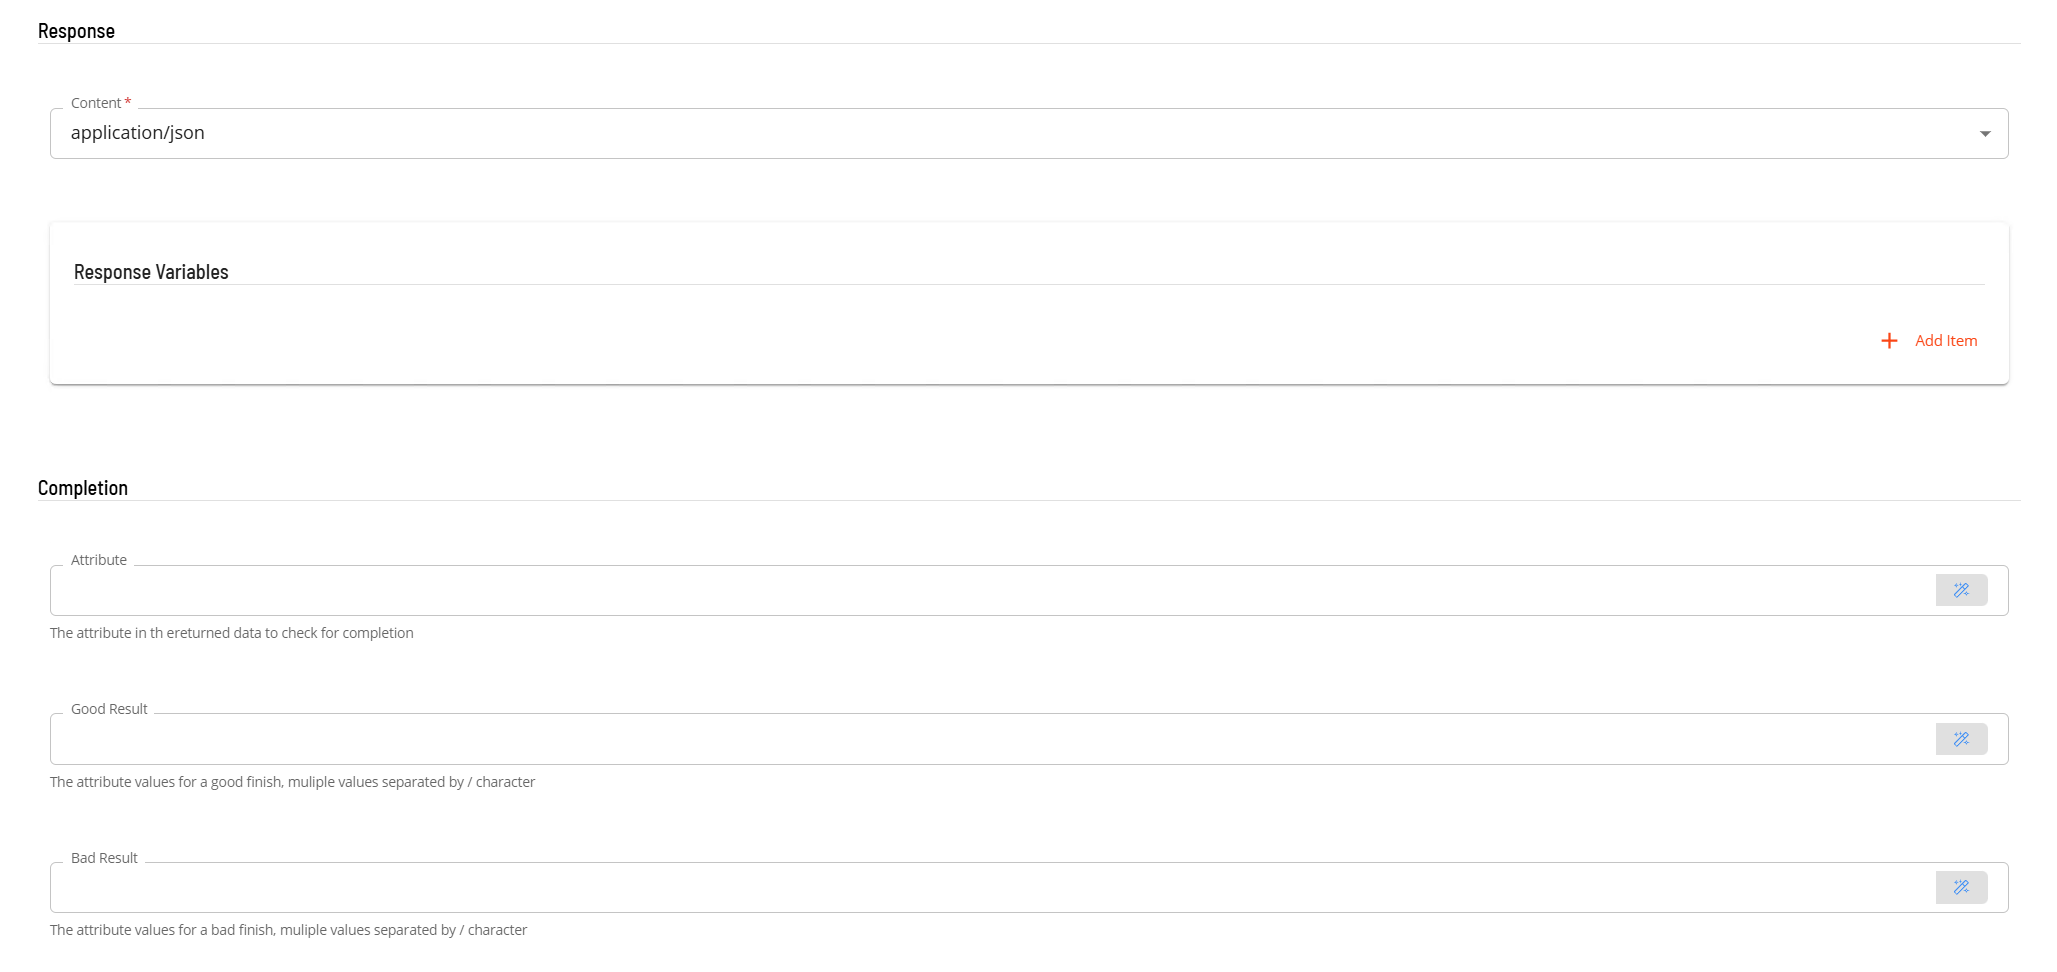 Response
Content *
application/json
Response Variables
Add Item
Completion
Attribute
The attribute in th ereturned data to check for completion
Good Result
The attribute values for a good finish, muliple values separated by / character
Bad Result
The attribute values for a bad finish, muliple values separated by / character